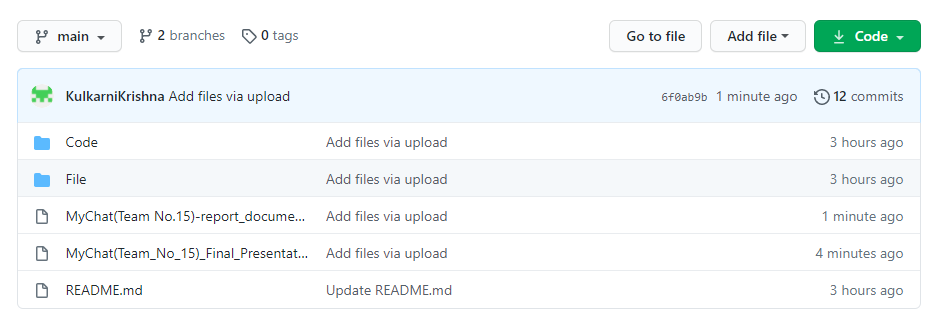 main 2 branches 0 tags Go to file Add file Code
KulkarniKrishna Add files via upload 6f0ab9b 1 minute ago 12 commits
Code Add files via upload 3 hours ago
File Add files via upload 3 hours ago
MyChat(Team No.15)-report_docume... Add files via upload 1 minute ago
MyChat(Team_No_15)_Final_Presentat... Add files via upload 4 minutes ago
README.md Update README.md 3 hours ago